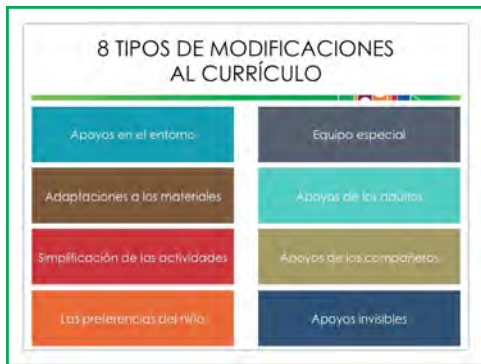 8 TIPOS DE MODIFICACIONES
AL CURRÍCULO
Apoyos en el entorno
Equipo especial
Adaptaciones a los materiales
Apoyos de los adultos
Simplificación de las actividades
Apoyos de los compañeros
Las preferencias del niño
Apoyos invisibles